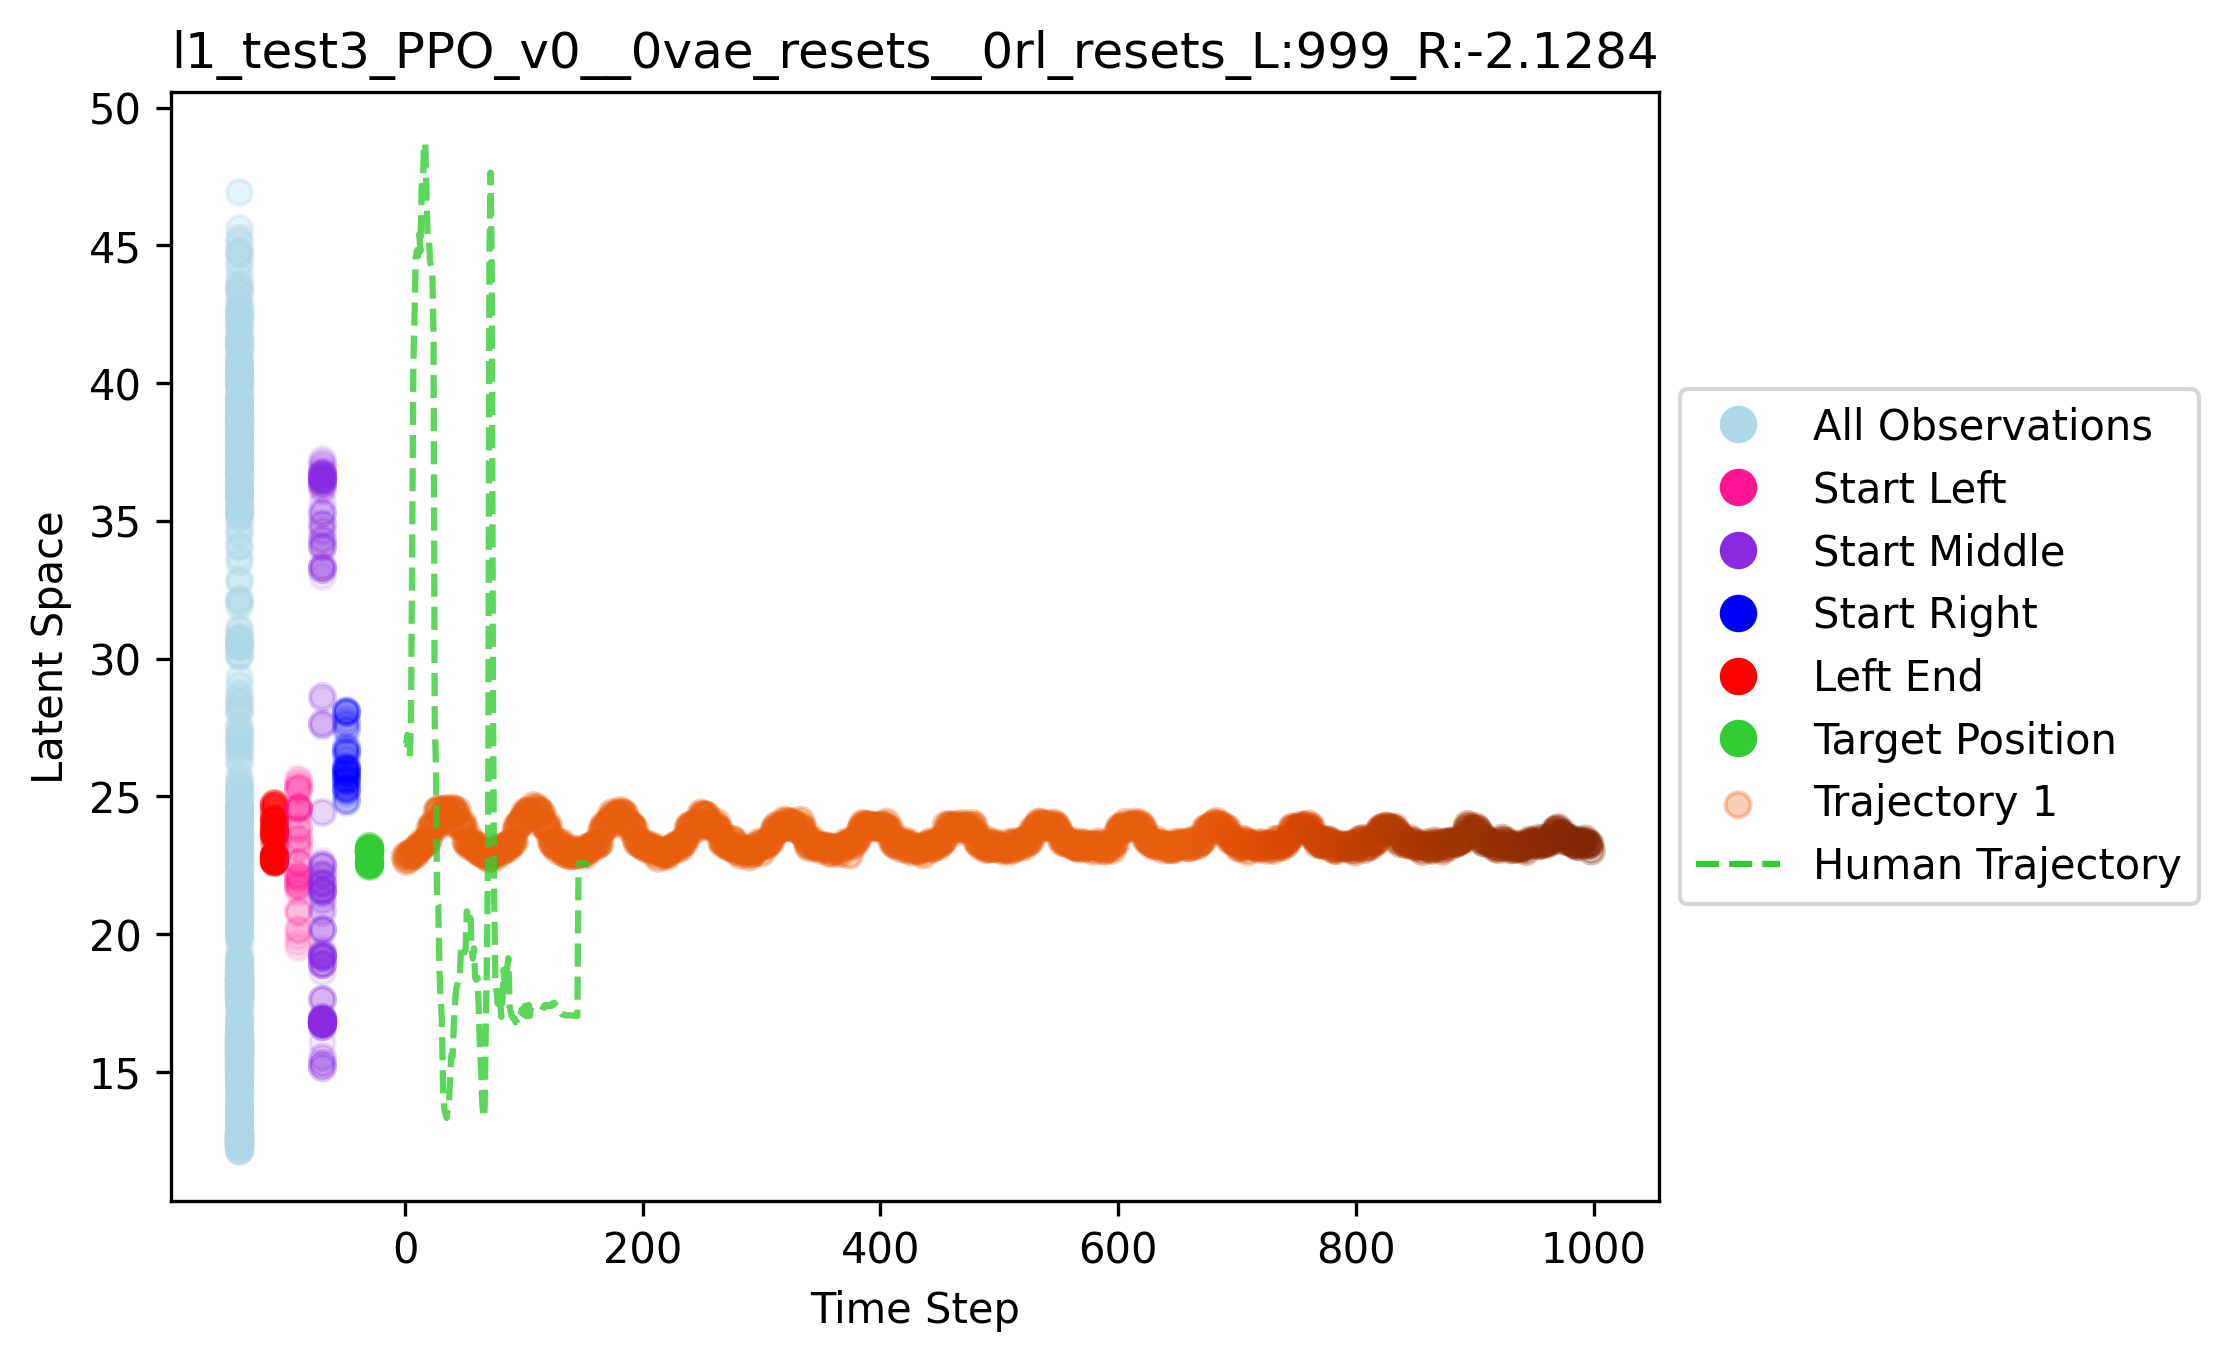 l1_test3_PPO_v0__0vae_resets__0rl_resets_L:999_R:-2.1284
50
45
40
35
30
25
20
15
Latent Space
0
200
400
600
800
1000
Time Step
All Observations
Start Left
Start Middle
Start Right
Left End
Target Position
Trajectory 1
Human Trajectory